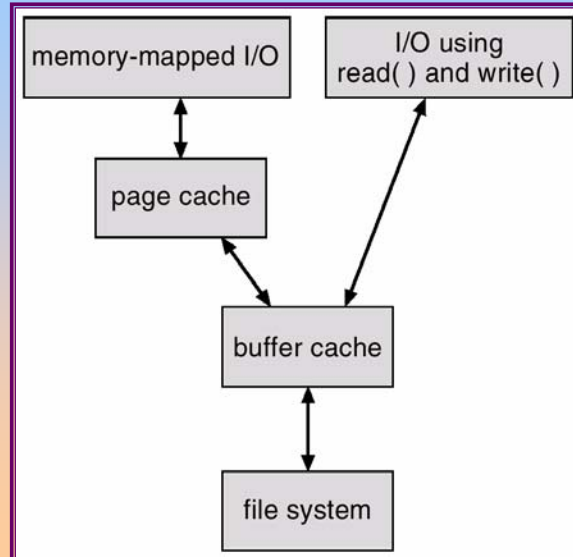 memory-mapped I/O
I/O using
read( ) and write( )
page cache
buffer cache
file system